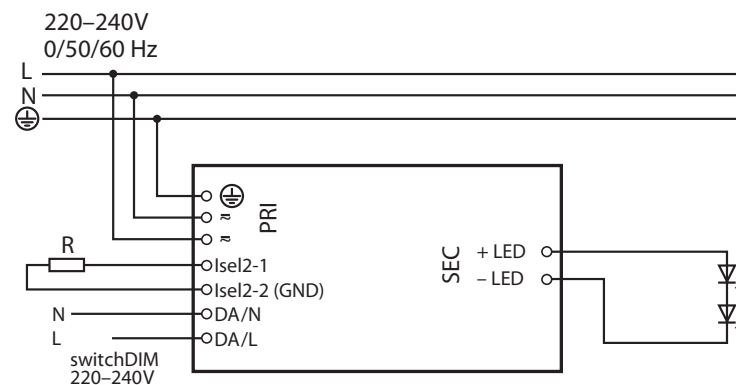 220–240V
0/50/60 Hz
L
N
≂
PRI
≂
R
Isel2-1
Isel2-2 (GND)
N
DA/N
L
DA/L
switchDIM
220–240V
SEC
+ LED
– LED